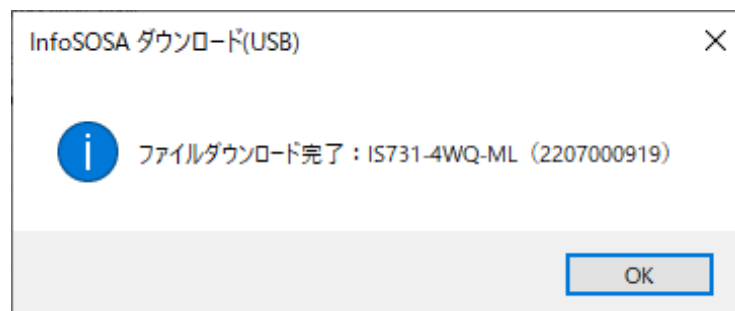 InfoSOSA ダウンロード(USB)
ファイルダウンロード完了：IS731-4WQ-ML（2207000919）
OK